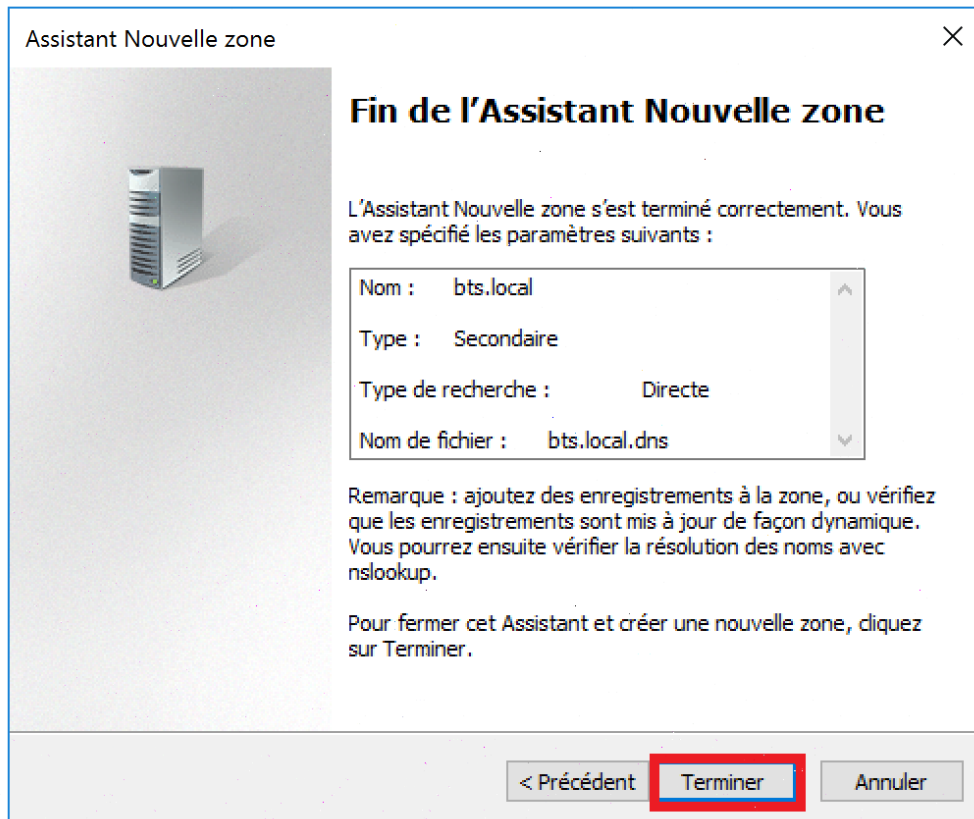 Assistant Nouvelle zone
Fin de l’Assistant Nouvelle zone
L’Assistant Nouvelle zone s’est terminé correctement. Vous
avez spécifié les paramètres suivants :
Nom : bts.local
Type : Secondaire
Type de recherche : Directe
Nom de fichier : bts.local.dns
Remarque : ajoutez des enregistrements à la zone, ou vérifiez
que les enregistrements sont mis à jour de façon dynamique.
Vous pourrez ensuite vérifier la résolution des noms avec
nslookup.
Pour fermer cet Assistant et créer une nouvelle zone, cliquez
sur Terminer.
< Précédent Terminer Annuler